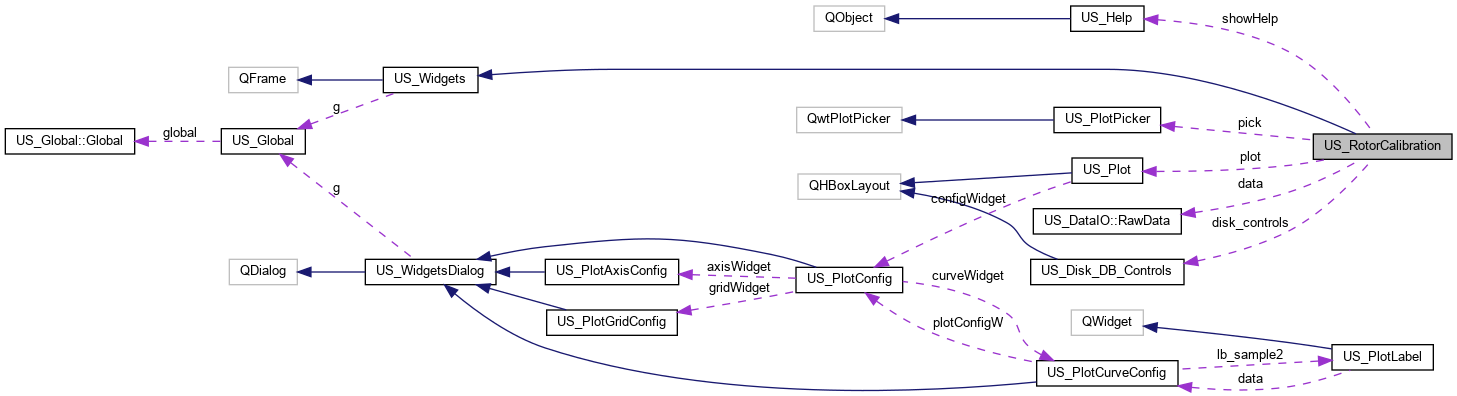 QObject
US_Help
showHelp
QFrame
US_Widgets
g
QwtPlotPicker
US_PlotPicker
pick
US_Global::Global
global
US_Global
US_RotorCalibration
plot
US_Plot
QHBoxLayout
data
configWidget
g
US_DataIO::RawData
disk_controls
QDialog
US_WidgetsDialog
US_PlotAxisConfig
axisWidget
US_PlotConfig
curveWidget
US_Disk_DB_Controls
gridWidget
US_PlotGridConfig
plotConfigW
QWidget
US_PlotCurveConfig
lb_sample2
US_PlotLabel
data